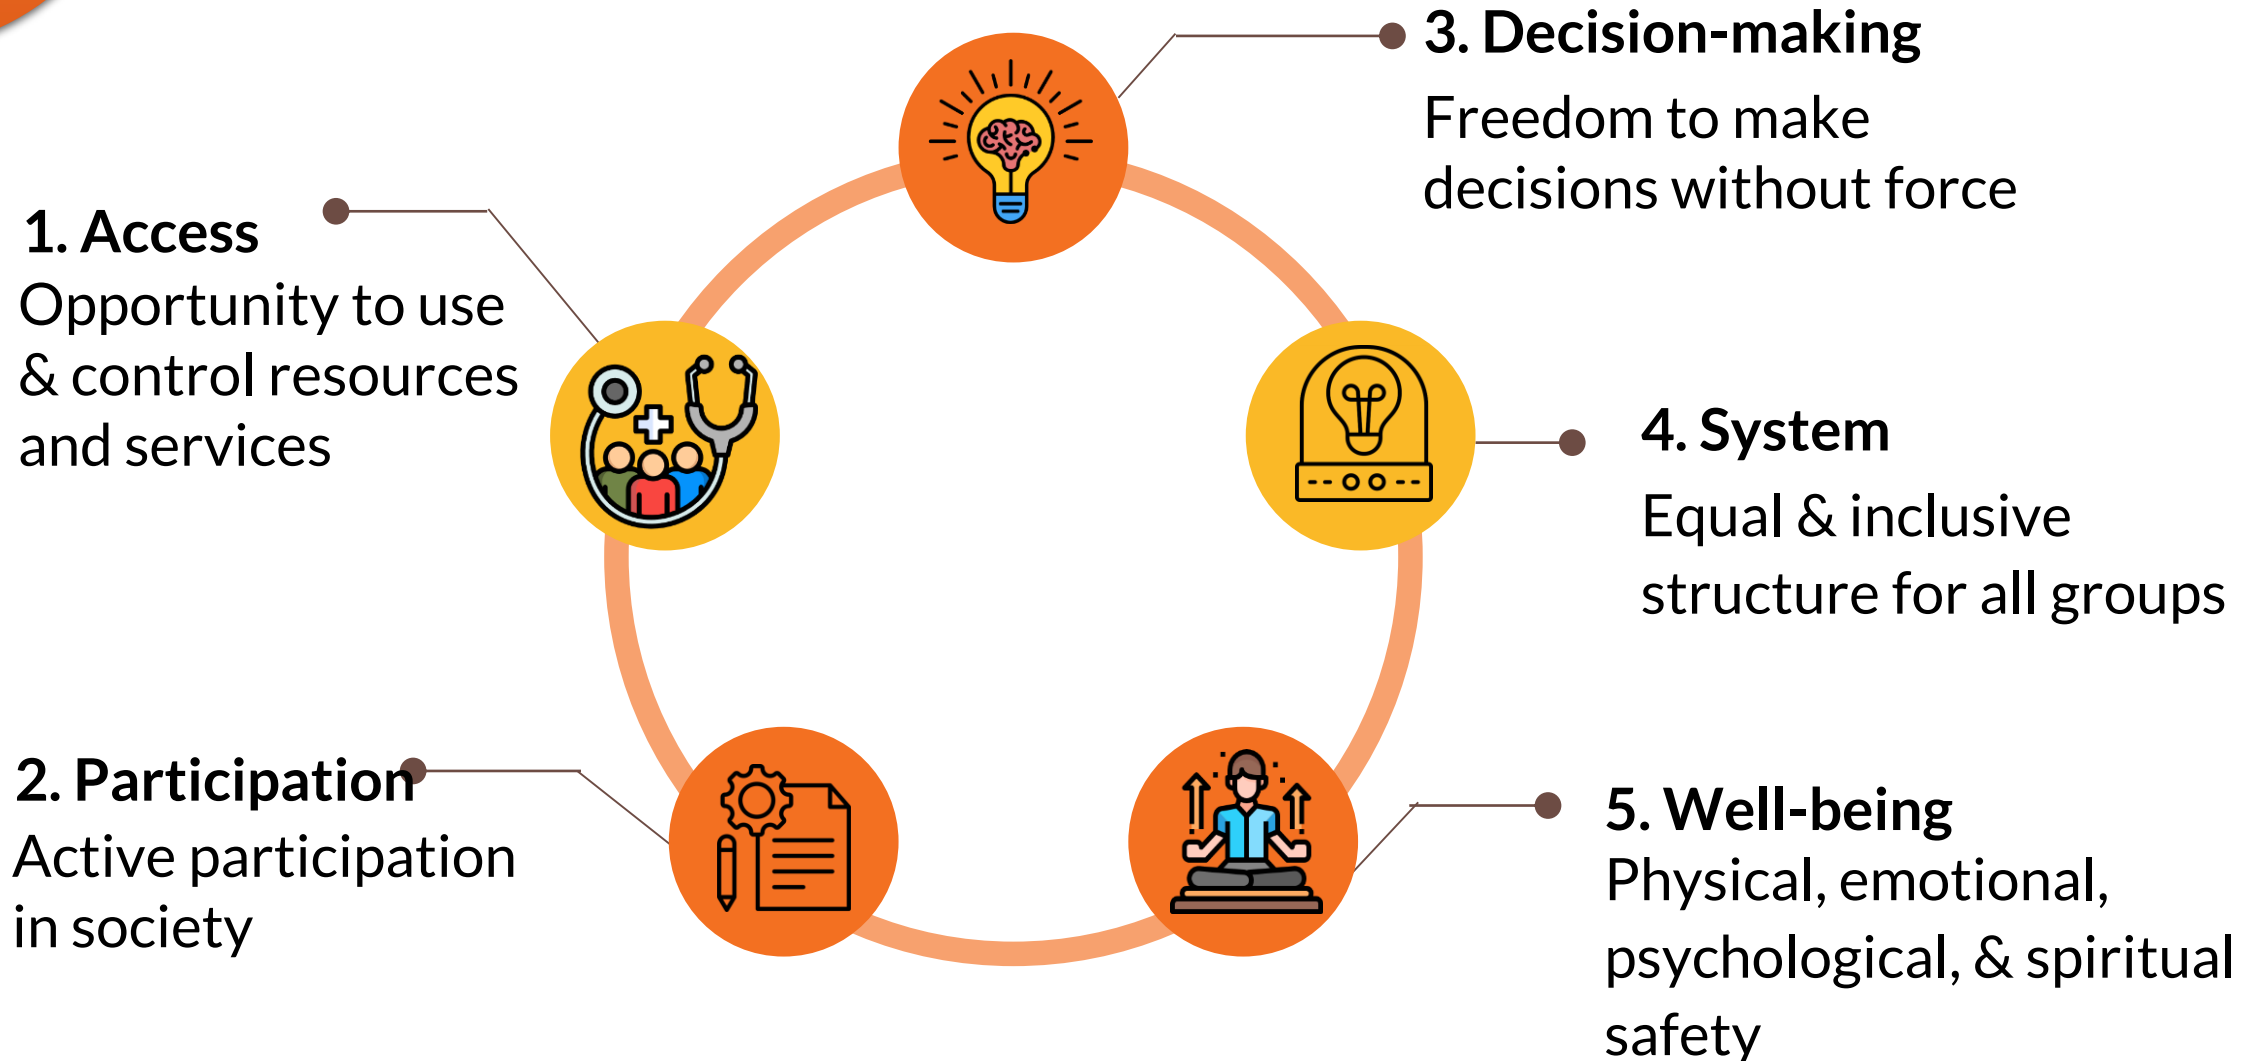 1. Access
Opportunity to use
& control resources
and services
2. Participation
Active participation
in society
3. Decision-making
Freedom to make
decisions without force
4. System
Equal & inclusive
structure for all groups
5. Well-being
Physical, emotional,
psychological, & spiritual
safety